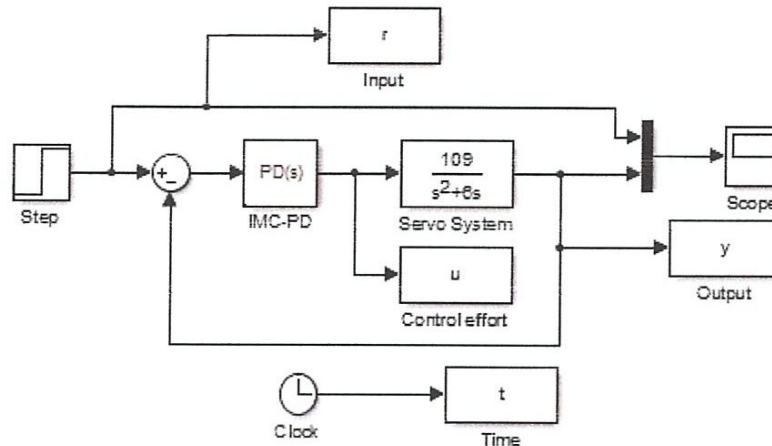 r
Input
+
−
PD(s)
109
s²+6s
Step
IMC-PD
Servo System
Scope
u
Control effort
y
Output
t
Clock
Time